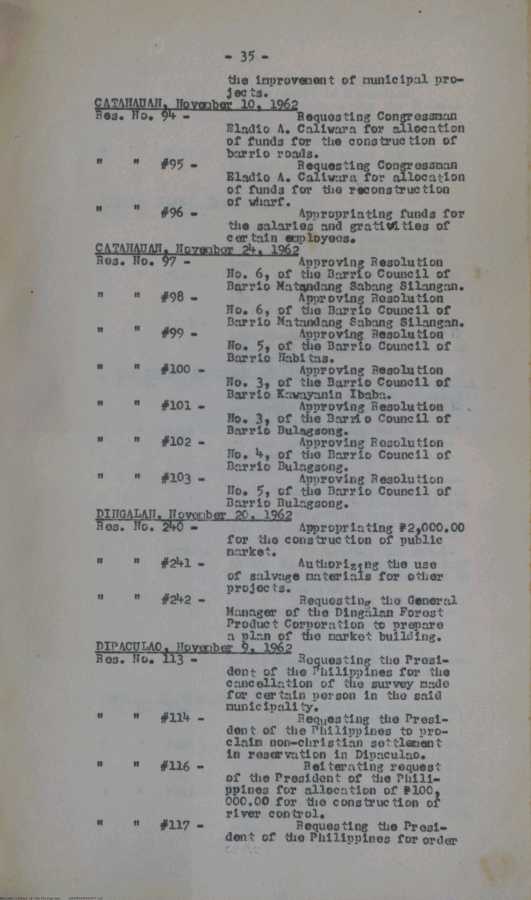 - 35 -
the improvement of municipal pro-
jects.
CATANAUAN, November 10, 1962
Res. No. 94 - Requesting Congressman
Eladio A. Caliwara for allocation
of funds for the construction of
barrio roads.
" " #95 - Requesting Congressman
Eladio A. Caliwara for allocation
of funds for the reconstruction
of wharf.
" " #96 - Appropriating funds for
the salaries and grativities of
certain employees.
CATANAUAN, November 24, 1962
Res. No. 97 - Approving Resolution
No. 6, of the Barrio Council of
Barrio Matandang Sabang Silangan.
" " #98 - Approving Resolution
No. 6, of the Barrio Council of
Barrio Matandang Sabang Silangan.
" " #99 - Approving Resolution
No. 5, of the Barrio Council of
Barrio Habitas.
" " #100 - Approving Resolution
No. 3, of the Barrio Council of
Barrio Kawayanin Ibaba.
" " #101 - Approving Resolution
No. 3, of the Barrio Council of
Barrio Bulagsong.
" " #102 - Approving Resolution
No. 4, of the Barrio Council of
Barrio Bulagsong.
" " #103 - Approving Resolution
No. 5, of the Barrio Council of
Barrio Bulagsong.
DINGALAN, November 20, 1962
Res. No. 240 - Appropriating ₱2,000.00
for the construction of public
market.
" " #241 - Authorizing the use
of salvage materials for other
projects.
" " #242 - Requesting the General
Manager of the Dingalan Forest
Product Corporation to prepare
a plan of the market building.
DIPACULAO, November 9, 1962
Res. No. 113 - Requesting the Presi-
dent of the Philippines for the
cancellation of the survey made
for certain person in the said
municipality.
" " #114 - Requesting the Presi-
dent of the Philippines to pro-
claim non-christian settlement
in reservation in Dipaculao.
" " #116 - Reiterating request
of the President of the Phili-
ppines for allocation of ₱100,
000.00 for the construction of
river control.
" " #117 - Requesting the Presi-
dent of the Philippines for order